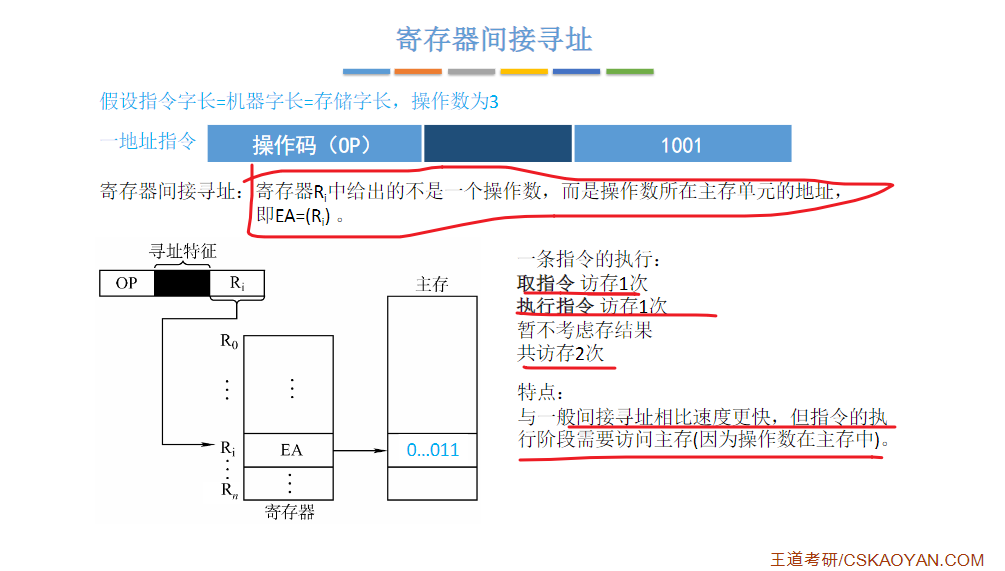 寄存器间接寻址
假设指令字长=机器字长=存储字长，操作数为3
一地址指令 操作码（OP） 1001
寄存器间接寻址：寄存器Ri中给出的不是一个操作数，而是操作数所在主存单元的地址，
即EA=(Ri) 。
寻址特征
OP Ri
主存
R0
⋮ ⋮
Ri EA 0…011
⋮ ⋮
Rn
寄存器
一条指令的执行：
取指令 访存1次
执行指令 访存1次
暂不考虑存结果
共访存2次
特点：
与一般间接寻址相比速度更快，但指令的执
行阶段需要访问主存(因为操作数在主存中)。
王道考研/CSKAOYAN.COM